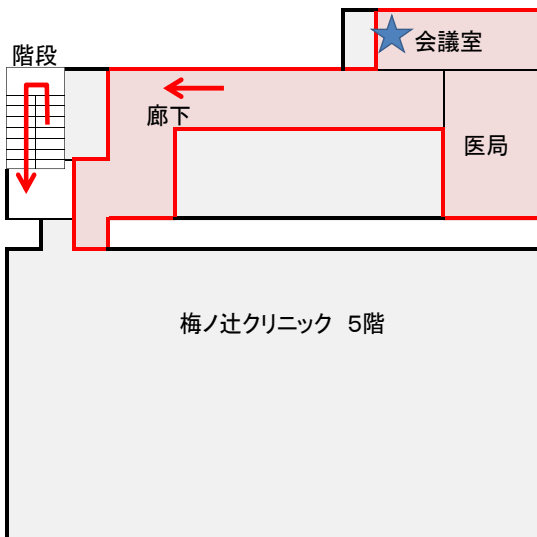 会議室
階段
廊下
医局
梅ノ辻クリニック 5階